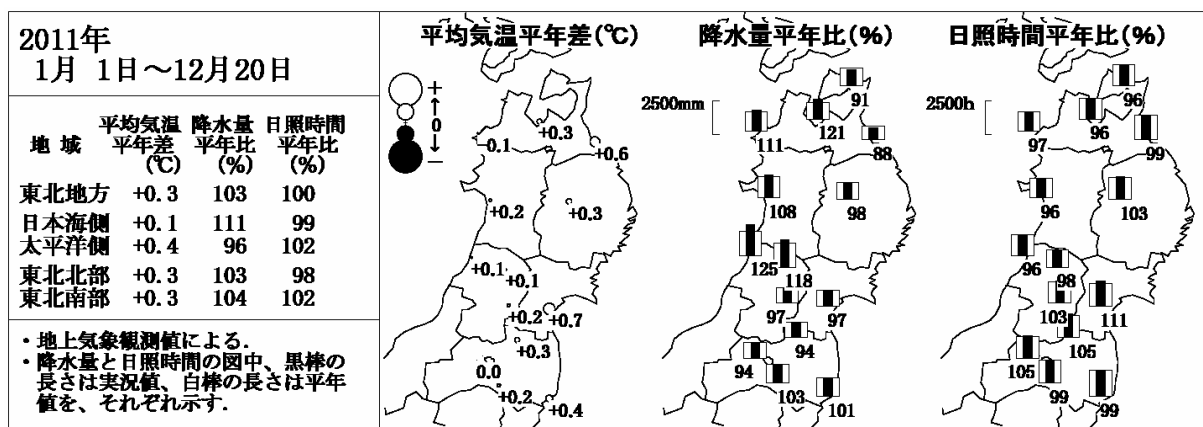 2011年
1月 1日～12月20日
地 域 平均気温平年差(℃) 降水量平年比(%) 日照時間平年比(%)
東北地方 +0.3 103 100
日本海側 +0.1 111 99
太平洋側 +0.4 96 102
東北北部 +0.3 103 98
東北南部 +0.3 104 102
・地上気象観測値による.
・降水量と日照時間の図中、黒棒の
長さは実況値、白棒の長さは平年
値を、それぞれ示す.
平均気温平年差(℃)
+
↑
0
↓
-
+0.3
-0.1
+0.6
+0.2
+0.3
+0.1
+0.1
+0.2
+0.7
+0.3
0.0
+0.2
+0.4
降水量平年比(%)
2500mm
91
121
111
88
108
98
125
118
97
97
94
94
103
101
日照時間平年比(%)
2500h
96
96
97
99
96
103
96
98
103
111
105
105
99
99